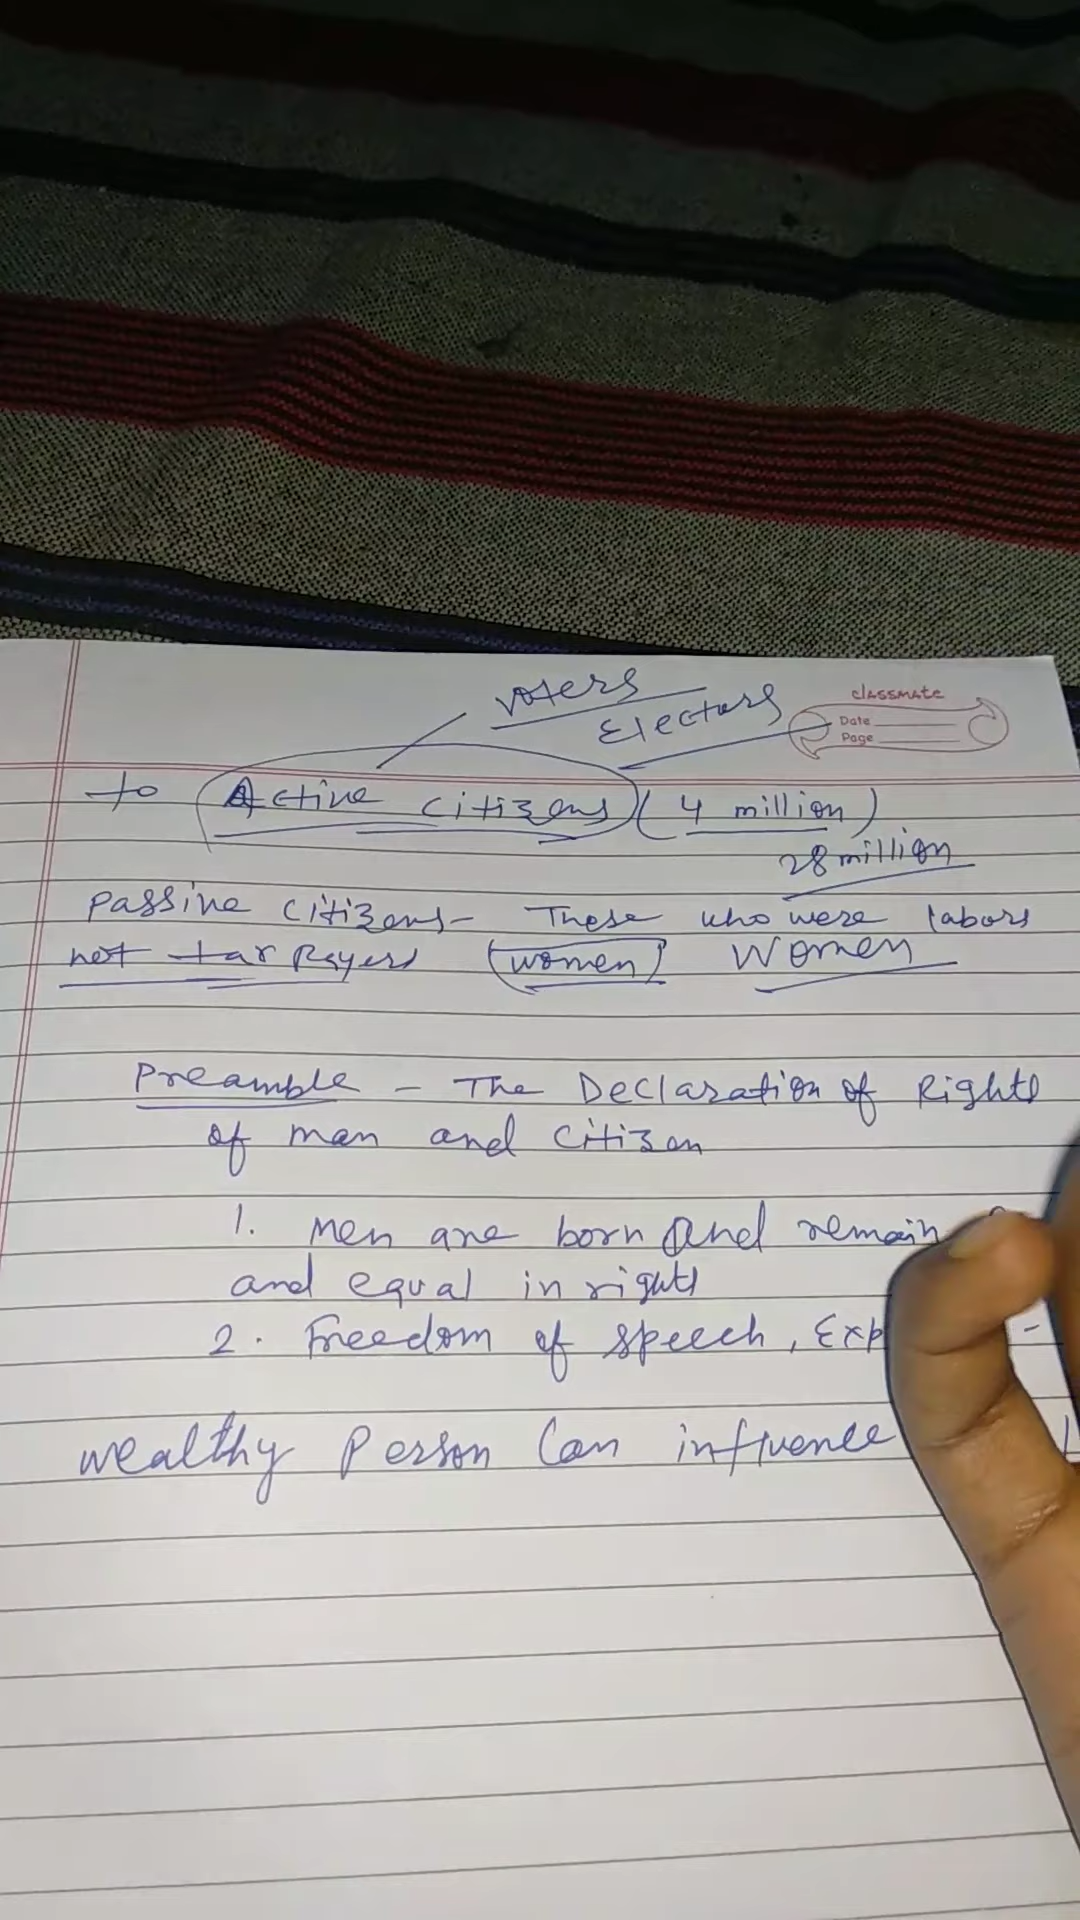 voters
Electors
classmate
Date
Page
to Active citizens (4 million)
28 million
Passive citizens - These who were labors
not tax Payers (women) Women
Preamble - The Declaration of Rights
of man and citizen
1. Men are born and remain
and equal in rights
2. Freedom of speech, Exp -
wealthy Person Can influence